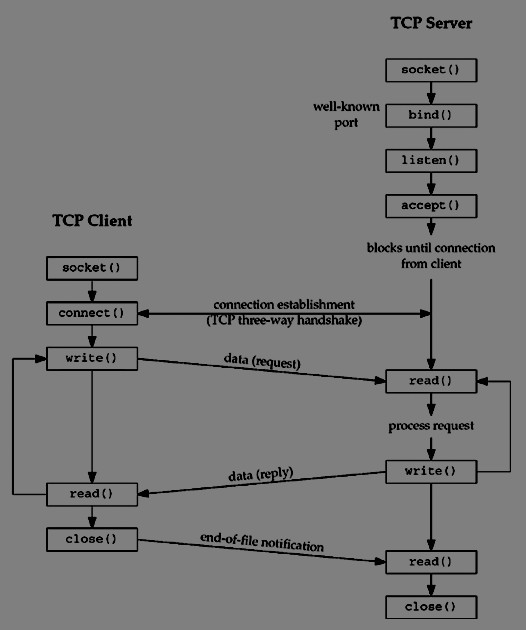 TCP Server
socket()
well-known
port
bind()
listen()
accept()
blocks until connection
from client
TCP Client
socket()
connect()
connection establishment
(TCP three-way handshake)
write()
data (request)
read()
process request
write()
data (reply)
read()
close()
end-of-file notification
read()
close()